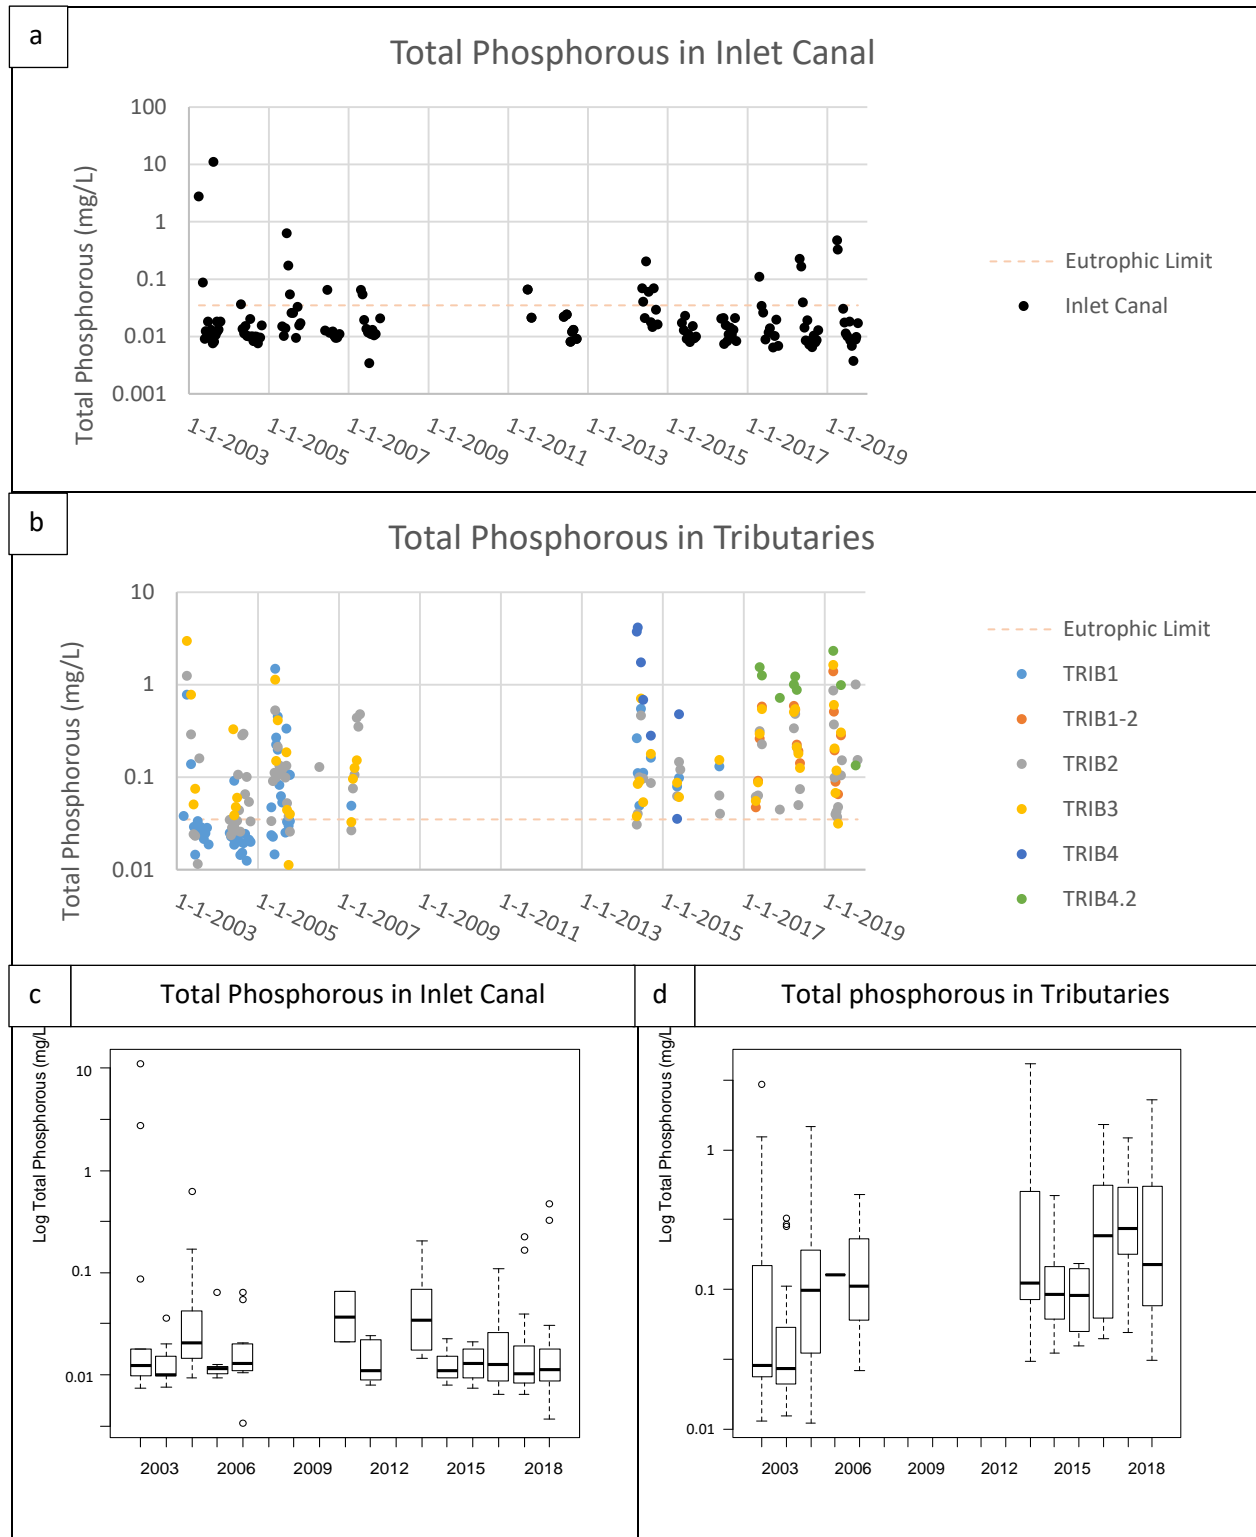 a
Total Phosphorous in Inlet Canal
Total Phosphorous (mg/L)
100
10
1
0.1
0.01
0.001
1-1-2003
1-1-2005
1-1-2007
1-1-2009
1-1-2011
1-1-2013
1-1-2015
1-1-2017
1-1-2019
Eutrophic Limit
Inlet Canal
b
Total Phosphorous in Tributaries
Total Phosphorous (mg/L)
10
1
0.1
0.01
1-1-2003
1-1-2005
1-1-2007
1-1-2009
1-1-2011
1-1-2013
1-1-2015
1-1-2017
1-1-2019
Eutrophic Limit
TRIB1
TRIB1-2
TRIB2
TRIB3
TRIB4
TRIB4.2
c
Total Phosphorous in Inlet Canal
Log Total Phosphorous (mg/L
10
1
0.1
0.01
2003
2006
2009
2012
2015
2018
d
Total phosphorous in Tributaries
Log Total Phosphorous (mg/L)
1
0.1
0.01
2003
2006
2009
2012
2015
2018